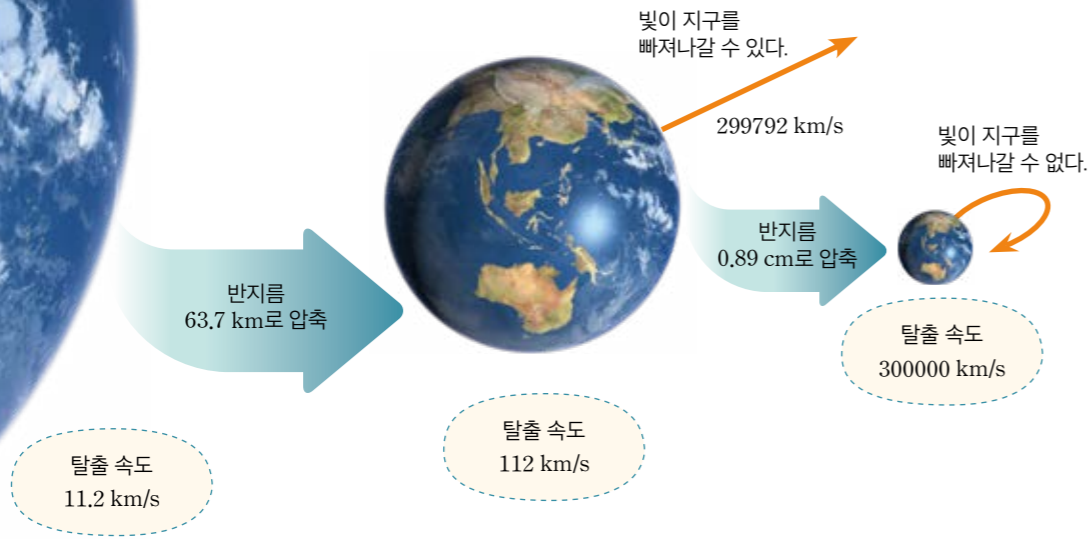 빛이 지구를
빠져나갈 수 있다.
299792 km/s
빛이 지구를
빠져나갈 수 없다.
반지름
0.89 cm로 압축
반지름
63.7 km로 압축
탈출 속도
300000 km/s
탈출 속도
112 km/s
탈출 속도
11.2 km/s